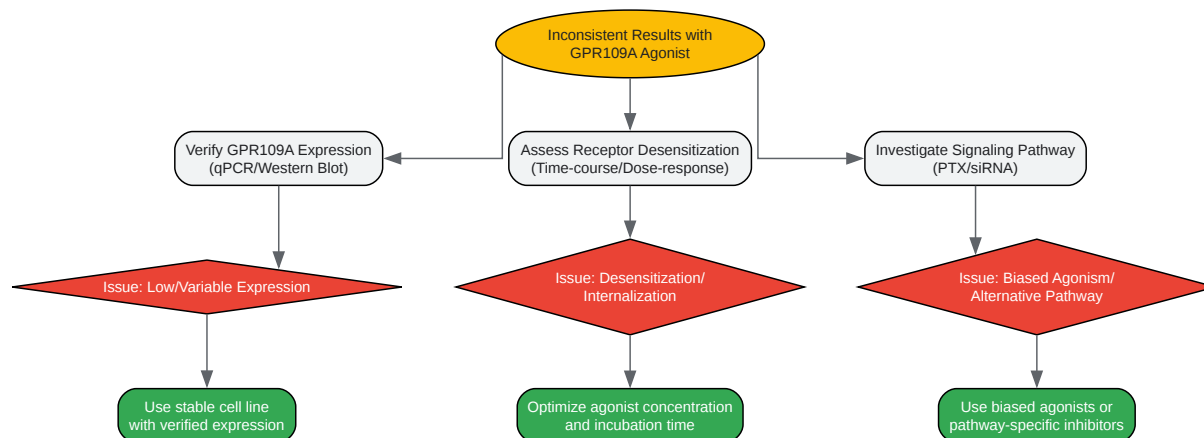 Inconsistent Results with
GPR109A Agonist
Verify GPR109A Expression
(qPCR/Western Blot)
Assess Receptor Desensitization
(Time-course/Dose-response)
Investigate Signaling Pathway
(PTX/siRNA)
Issue: Low/Variable Expression
Issue: Desensitization/
Internalization
Issue: Biased Agonism/
Alternative Pathway
Use stable cell line
with verified expression
Optimize agonist concentration
and incubation time
Use biased agonists or
pathway-specific inhibitors